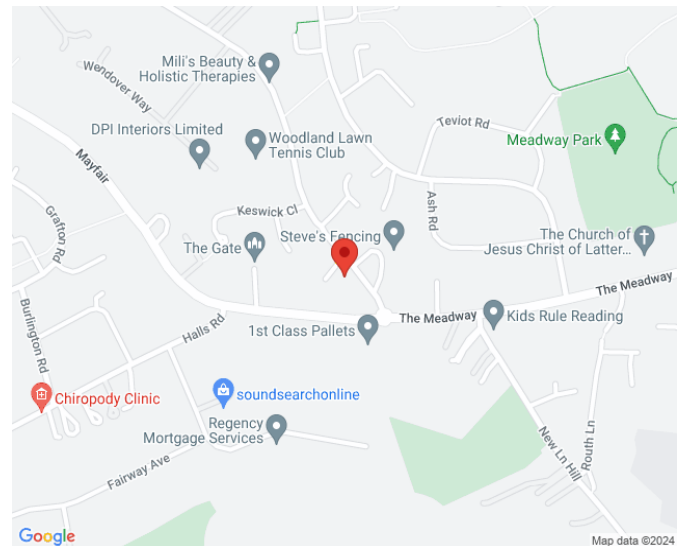 Mili's Beauty &
Holistic Therapies
Wendover Way
DPI Interiors Limited
Woodland Lawn
Tennis Club
Teviot Rd
Meadway Park
Mayfair
Keswick Cl
Ash Rd
Grafton Rd
The Gate
Steve's Fencing
The Church of
Jesus Christ of Latter...
Burlington Rd
Halls Rd
The Meadway
1st Class Pallets
The Meadway
Kids Rule Reading
Chiropody Clinic
soundsearchonline
Regency
Mortgage Services
Fairway Ave
New Ln Hill
Routh Ln
Google
Map data ©2024